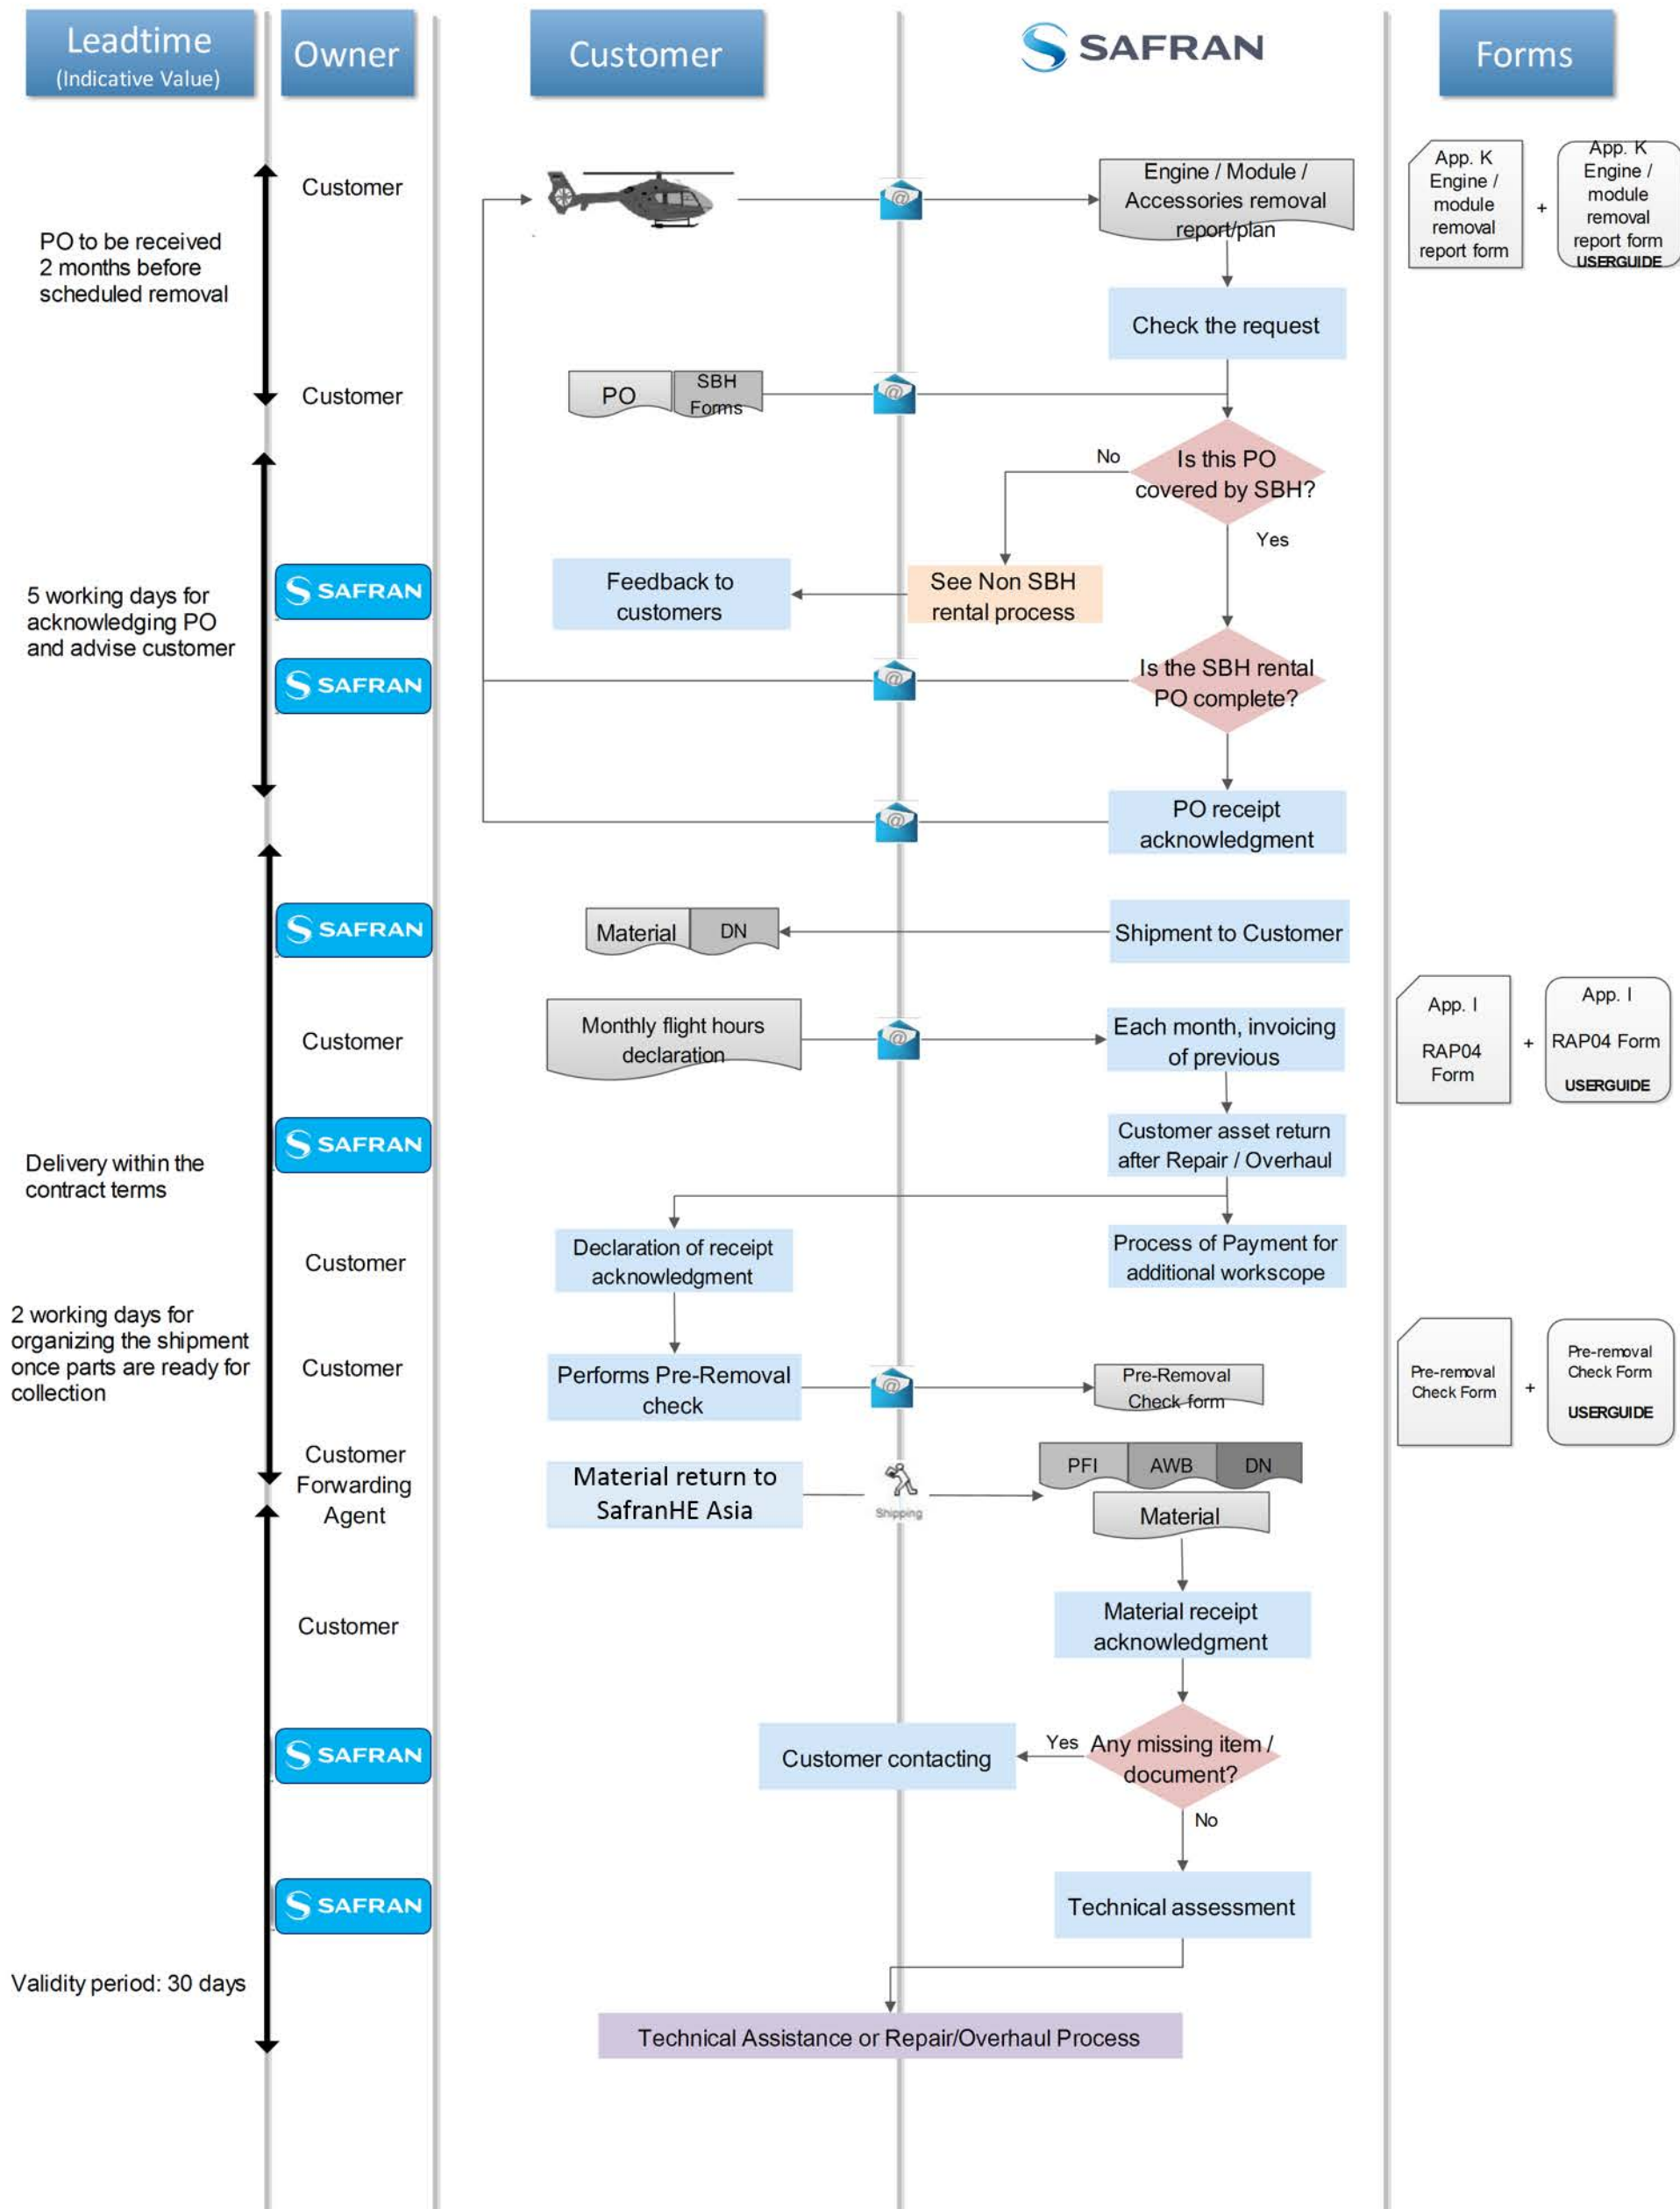 Leadtime
(Indicative Value)
Owner
Customer
SAFRAN
Forms
Customer
Engine / Module /
Accessories removal
report/plan
App. K
Engine /
module
removal
report form
+
App. K
Engine /
module
removal
report form
USERGUIDE
PO to be received
2 months before
scheduled removal
@
Check the request
Customer
PO
SBH
Forms
@
No
Is this PO
covered by SBH?
Yes
5 working days for
acknowledging PO
and advise customer
SAFRAN
Feedback to
customers
See Non SBH
rental process
SAFRAN
@
Is the SBH rental
PO complete?
@
PO receipt
acknowledgment
SAFRAN
Material
DN
Shipment to Customer
Customer
Monthly flight hours
declaration
@
Each month, invoicing
of previous
App. I
RAP04
Form
+
App. I
RAP04 Form
USERGUIDE
SAFRAN
Customer asset return
after Repair / Overhaul
Delivery within the
contract terms
Customer
Declaration of receipt
acknowledgment
Process of Payment for
additional workscope
2 working days for
organizing the shipment
once parts are ready for
collection
Customer
Performs Pre-Removal
check
@
Pre-Removal
Check form
Pre-removal
Check Form
+
Pre-removal
Check Form
USERGUIDE
Customer
Forwarding
Agent
Material return to
SafranHE Asia
Shipping
PFI
AWB
DN
Material
Customer
Material receipt
acknowledgment
SAFRAN
Customer contacting
Yes
Any missing item /
document?
No
SAFRAN
Technical assessment
Validity period: 30 days
Technical Assistance or Repair/Overhaul Process